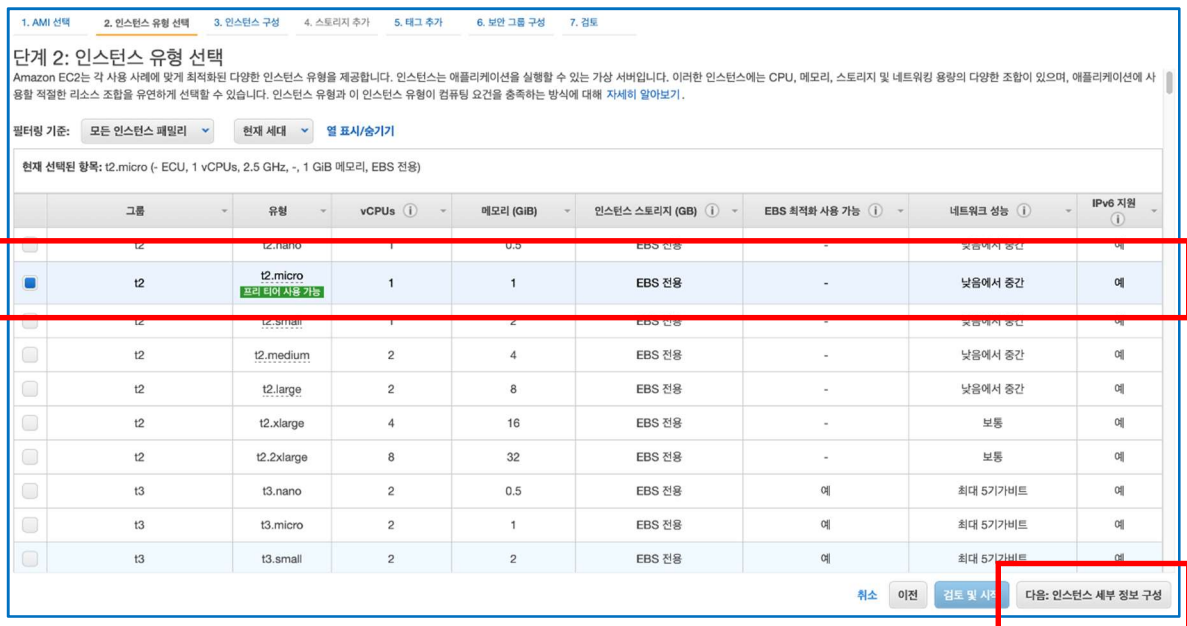 1. AMI 선택 2. 인스턴스 유형 선택 3. 인스턴스 구성 4. 스토리지 추가 5. 태그 추가 6. 보안 그룹 구성 7. 검토
단계 2: 인스턴스 유형 선택
Amazon EC2는 각 사용 사례에 맞게 최적화된 다양한 인스턴스 유형을 제공합니다. 인스턴스는 애플리케이션을 실행할 수 있는 가상 서버입니다. 이러한 인스턴스에는 CPU, 메모리, 스토리지 및 네트워킹 용량의 다양한 조합이 있으며, 애플리케이션에 사
용할 적절한 리소스 조합을 유연하게 선택할 수 있습니다. 인스턴스 유형과 이 인스턴스 유형이 컴퓨팅 요건을 충족하는 방식에 대해 자세히 알아보기.
필터링 기준: 모든 인스턴스 패밀리 현재 세대 열 표시/숨기기
현재 선택된 항목: t2.micro (- ECU, 1 vCPUs, 2.5 GHz, -, 1 GiB 메모리, EBS 전용)
그룹 유형 vCPUs 메모리 (GiB) 인스턴스 스토리지 (GB) EBS 최적화 사용 가능 네트워크 성능 IPv6 지원
t2 t2.nano 1 0.5 EBS 전용 - 낮음에서 중간 예
t2 t2.micro 1 1 EBS 전용 - 낮음에서 중간 예
프리 티어 사용 가능
t2 t2.small 1 2 EBS 전용 - 낮음에서 중간 예
t2 t2.medium 2 4 EBS 전용 - 낮음에서 중간 예
t2 t2.large 2 8 EBS 전용 - 낮음에서 중간 예
t2 t2.xlarge 4 16 EBS 전용 - 보통 예
t2 t2.2xlarge 8 32 EBS 전용 - 보통 예
t3 t3.nano 2 0.5 EBS 전용 예 최대 5기가비트 예
t3 t3.micro 2 1 EBS 전용 예 최대 5기가비트 예
t3 t3.small 2 2 EBS 전용 예 최대 5기가비트 예
취소 이전 검토 및 시작 다음: 인스턴스 세부 정보 구성